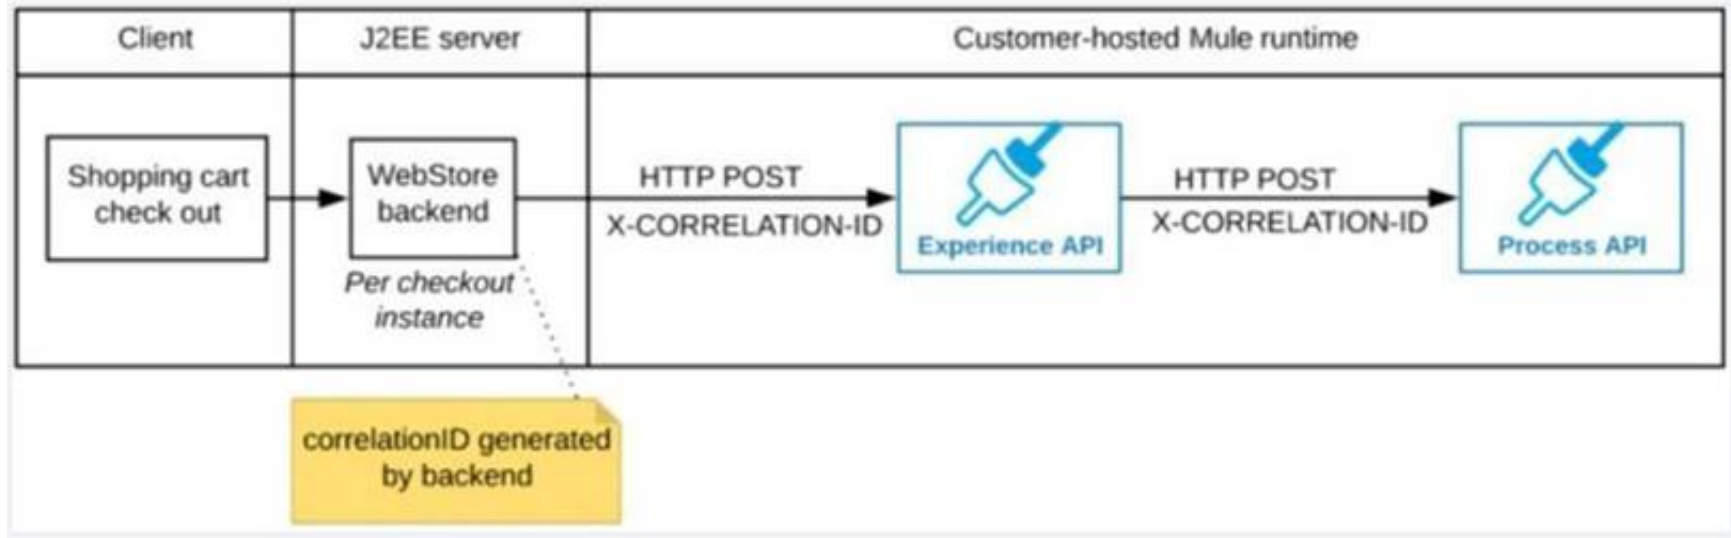 Client
J2EE server
Customer-hosted Mule runtime
Shopping cart
check out
WebStore
backend
Per checkout
instance
HTTP POST
X-CORRELATION-ID
Experience API
HTTP POST
X-CORRELATION-ID
Process API
correlationID generated
by backend